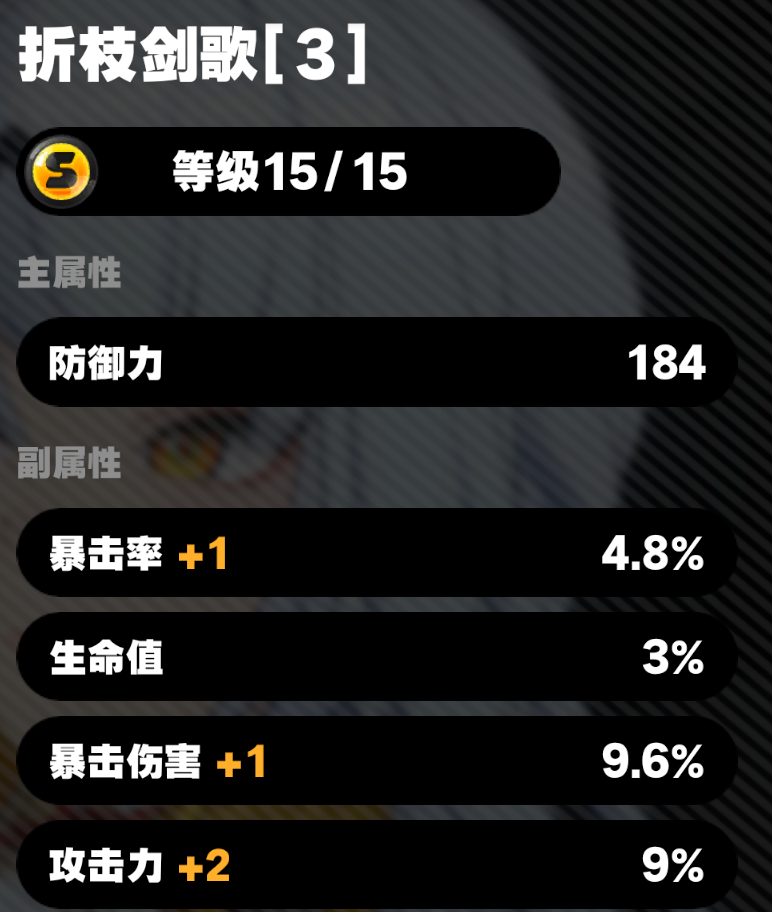 折枝剑歌[3]
S 等级15/15
主属性
防御力 184
副属性
暴击率 +1 4.8%
生命值 3%
暴击伤害 +1 9.6%
攻击力 +2 9%